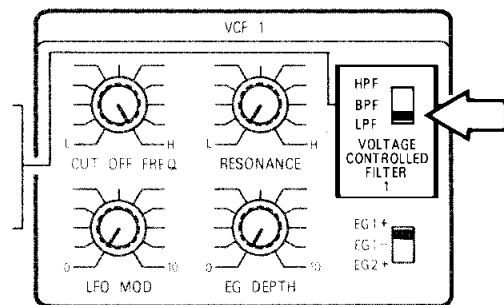 VCF 1
HPF
BPF
LPF
VOLTAGE
CONTROLLED
FILTER
1
L H
CUT OFF FREQ
L H
RESONANCE
EG1+
EG1-
EG2+
0 10
LFO MOD
0 10
EG DEPTH